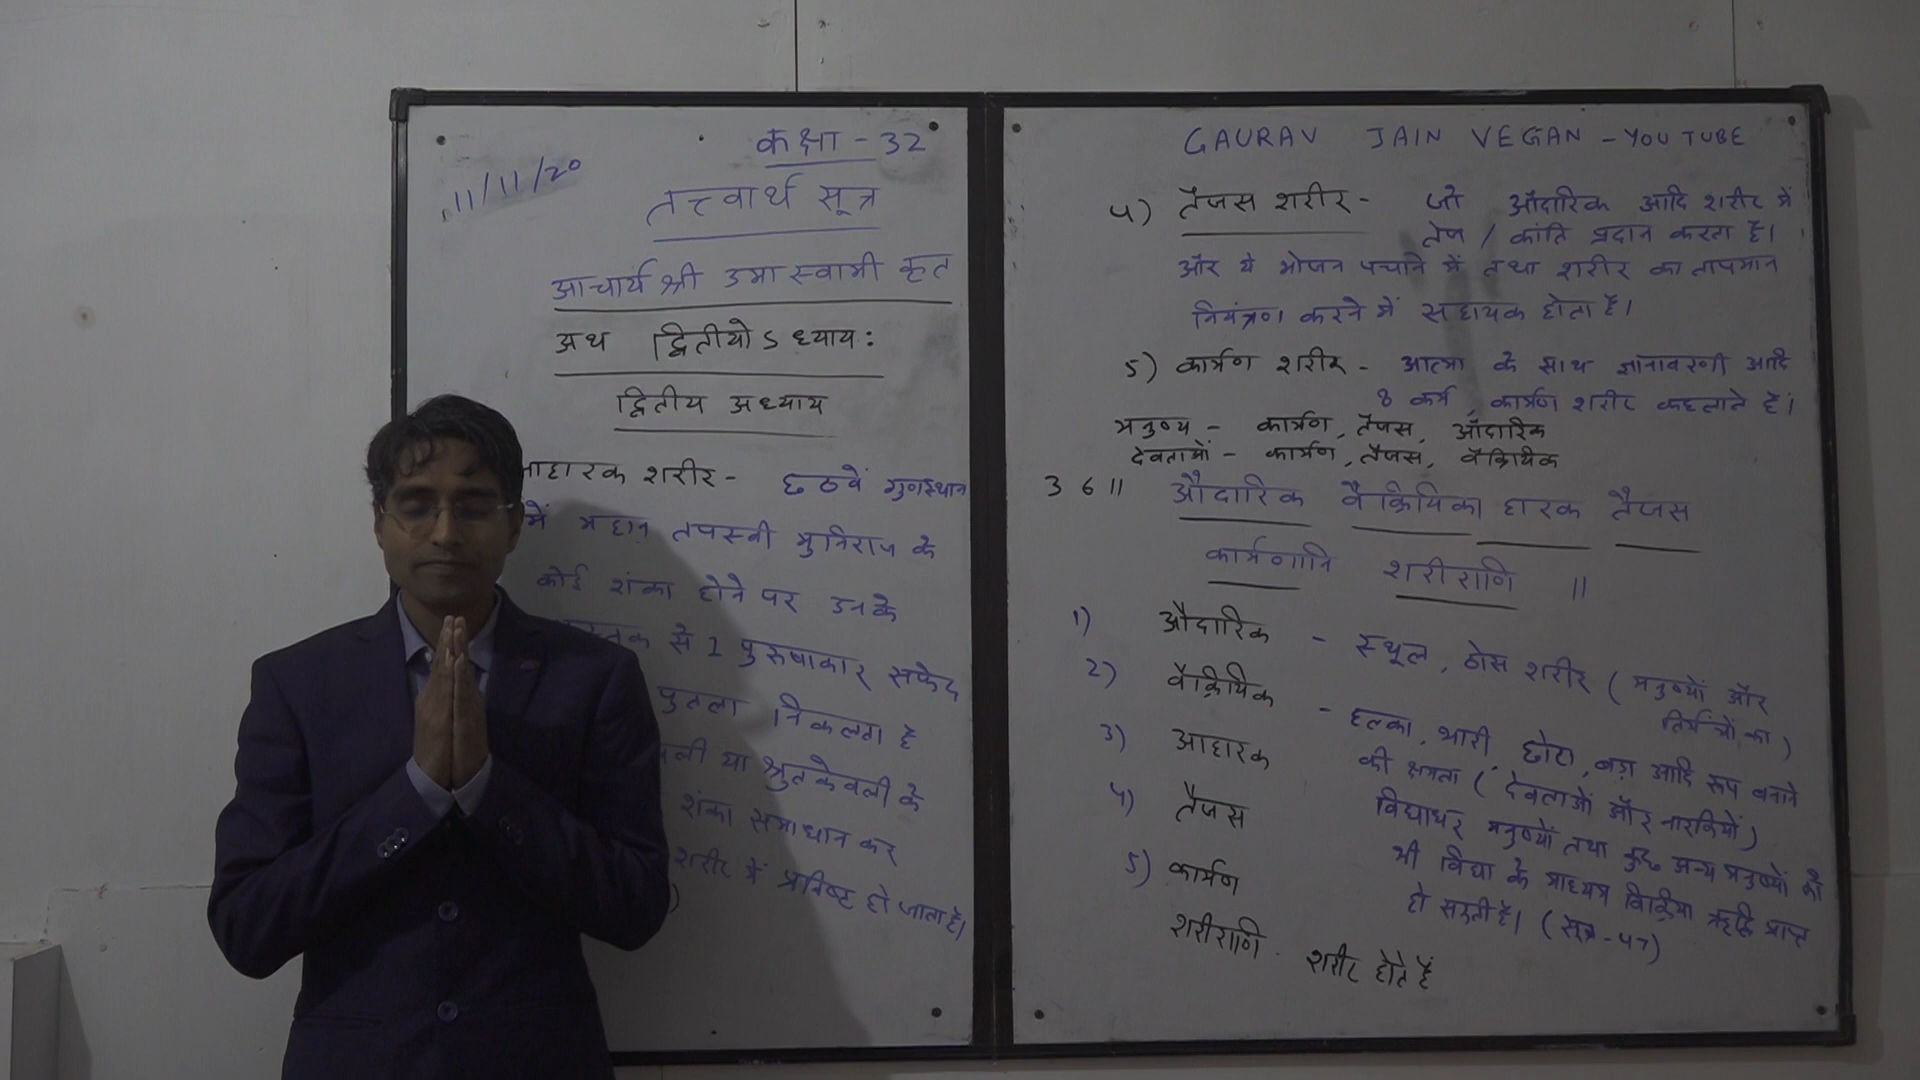 कक्षा - 32
11/11/20
तत्त्वार्थ सूत्र
आचार्य श्री उमास्वामी कृत
अथ द्वितीयोऽध्याय:
द्वितीय अध्याय
आहारक शरीर - छठवें गुणस्थान
में महान तपस्वी मुनिराज के
कोई शंका होने पर उनके
से 1 पुरुषाकार सफेद
पुतला निकलता है
या श्रुतकेवली के
शंका समाधान कर
शरीर में प्रविष्ट हो जाता है।
GAURAV JAIN VEGAN - YOUTUBE
4) तैजस शरीर - जो औदारिक आदि शरीर में
तेज / कांति प्रदान करता है।
और ये भोजन पचाने में तथा शरीर का तापमान
नियंत्रण करने में सहायक होता है।
5) कार्मण शरीर - आत्मा के साथ ज्ञानावरणी आदि
8 कर्म, कार्मण शरीर कहलाते हैं।
मनुष्य - कार्मण, तैजस, औदारिक
देवताओं - कार्मण, तैजस, वैक्रियिक
36 ।। औदारिक वैक्रियिका हारक तैजस
कार्मणानि शरीराणि ।।
1) औदारिक - स्थूल, ठोस शरीर ( मनुष्यों और
तिर्यंचों का )
2) वैक्रियिक - हल्का, भारी, छोटा, बड़ा आदि रूप बनाने
की क्षमता ( देवताओं और नारकियों )
विद्याधर मनुष्यों तथा कुछ अन्य मनुष्यों को
भी विद्या के माध्यम विक्रिया ऋद्धि प्राप्त
हो सकती है। ( सूत्र - 47 )
3) आहारक
4) तैजस
5) कार्मण
शरीराणि - शरीर होते हैं